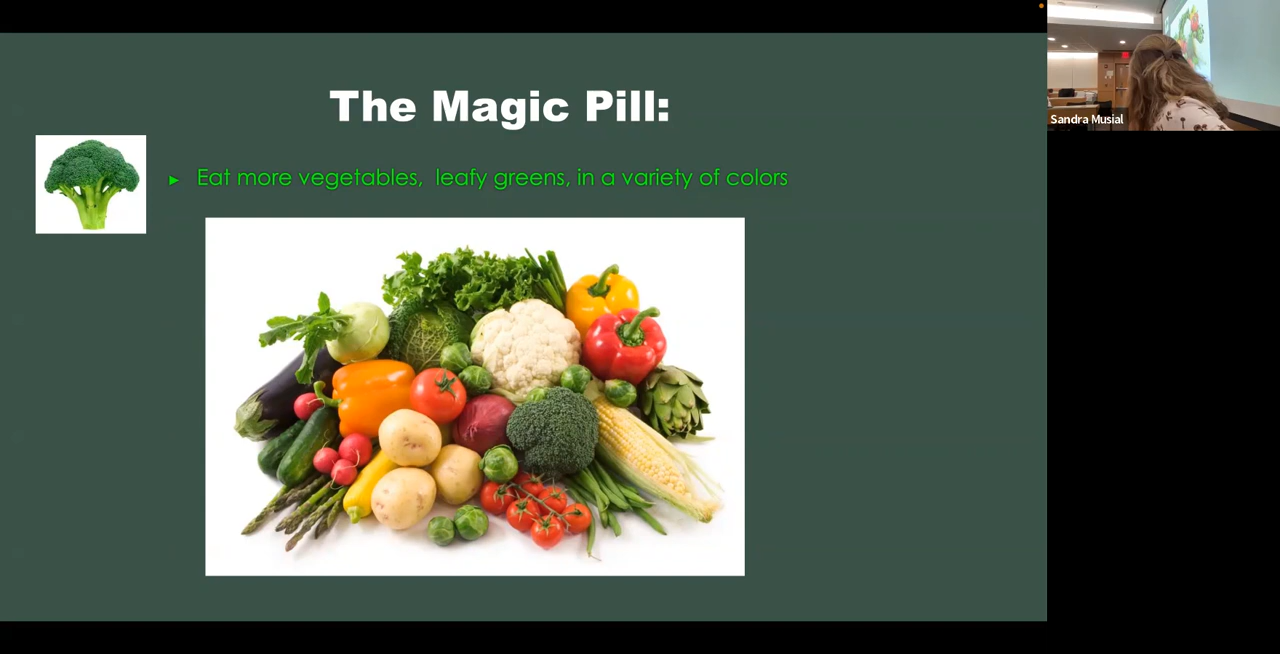 The Magic Pill:
Eat more vegetables,  leafy greens, in a variety of colors
Sandra Musial